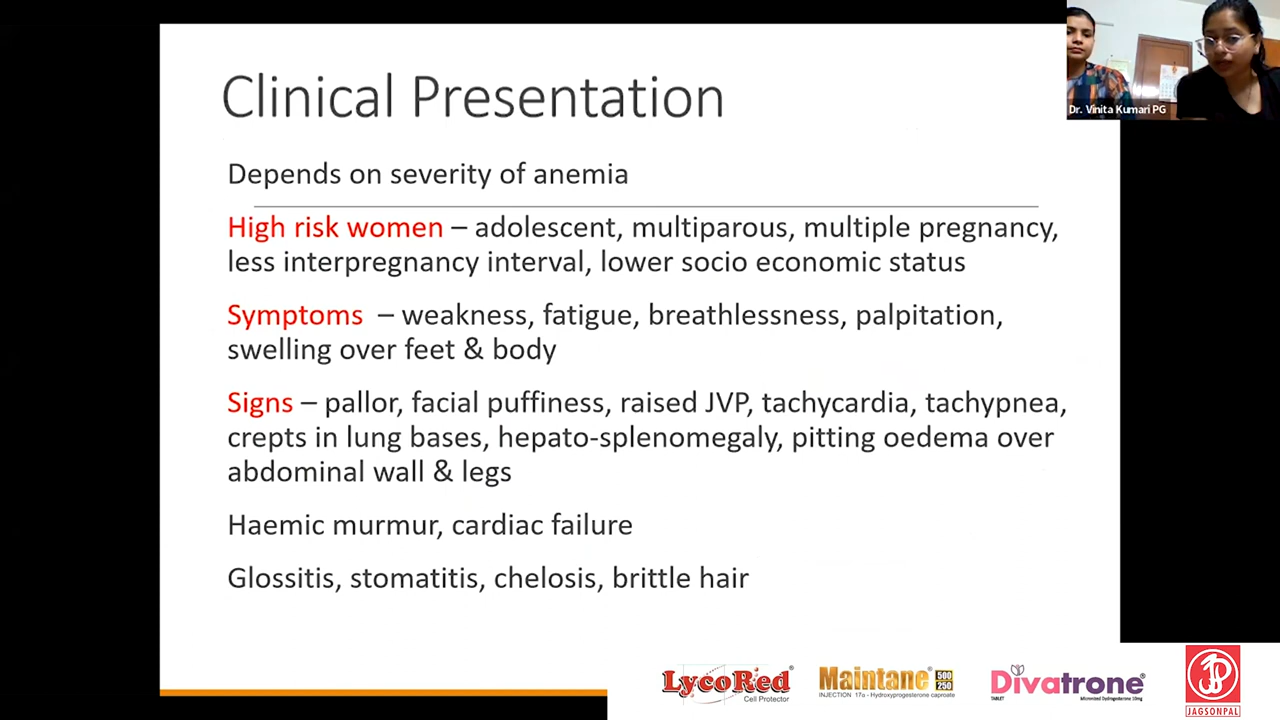 Clinical Presentation
Dr. Vinita Kumari PG
Depends on severity of anemia
High risk women – adolescent, multiparous, multiple pregnancy,
less interpregnancy interval, lower socio economic status
Symptoms – weakness, fatigue, breathlessness, palpitation,
swelling over feet & body
Signs – pallor, facial puffiness, raised JVP, tachycardia, tachypnea,
crepts in lung bases, hepato-splenomegaly, pitting oedema over
abdominal wall & legs
Haemic murmur, cardiac failure
Glossitis, stomatitis, chelosis, brittle hair
LycoRed®
Cell Protector
Maintane® 500 250
INJECTION 17α - Hydroxyprogesterone caproate
Divatrone®
TABLET Micronized Dydrogesterone 10mg
JAGSONPAL